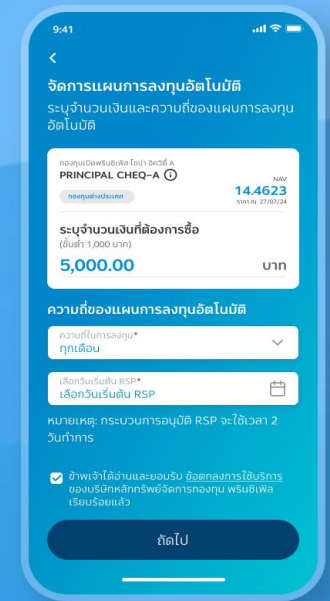 9:41
จัดการแผนการลงทุนอัตโนมัติ
ระบุจำนวนเงินและความถี่ของแผนการลงทุน
อัตโนมัติ
กองทุนเปิดพรินซิเพิล ไชน่า อิควิตี้ A
PRINCIPAL CHEQ-A
NAV
กองทุนต่างประเทศ
14.4623
ราคา ณ 27/07/24
ระบุจำนวนเงินที่ต้องการซื้อ
(ขั้นต่ำ 1,000 บาท)
5,000.00 บาท
ความถี่ของแผนการลงทุนอัตโนมัติ
ความถี่ในการลงทุน*
ทุกเดือน
เลือกวันเริ่มต้น RSP*
เลือกวันเริ่มต้น RSP
หมายเหตุ: กระบวนการอนุมัติ RSP จะใช้เวลา 2
วันทำการ
ข้าพเจ้าได้อ่านและยอมรับ ข้อตกลงการใช้บริการ
ของบริษัทหลักทรัพย์จัดการกองทุน พรินซิเพิล
เรียบร้อยแล้ว
ถัดไป